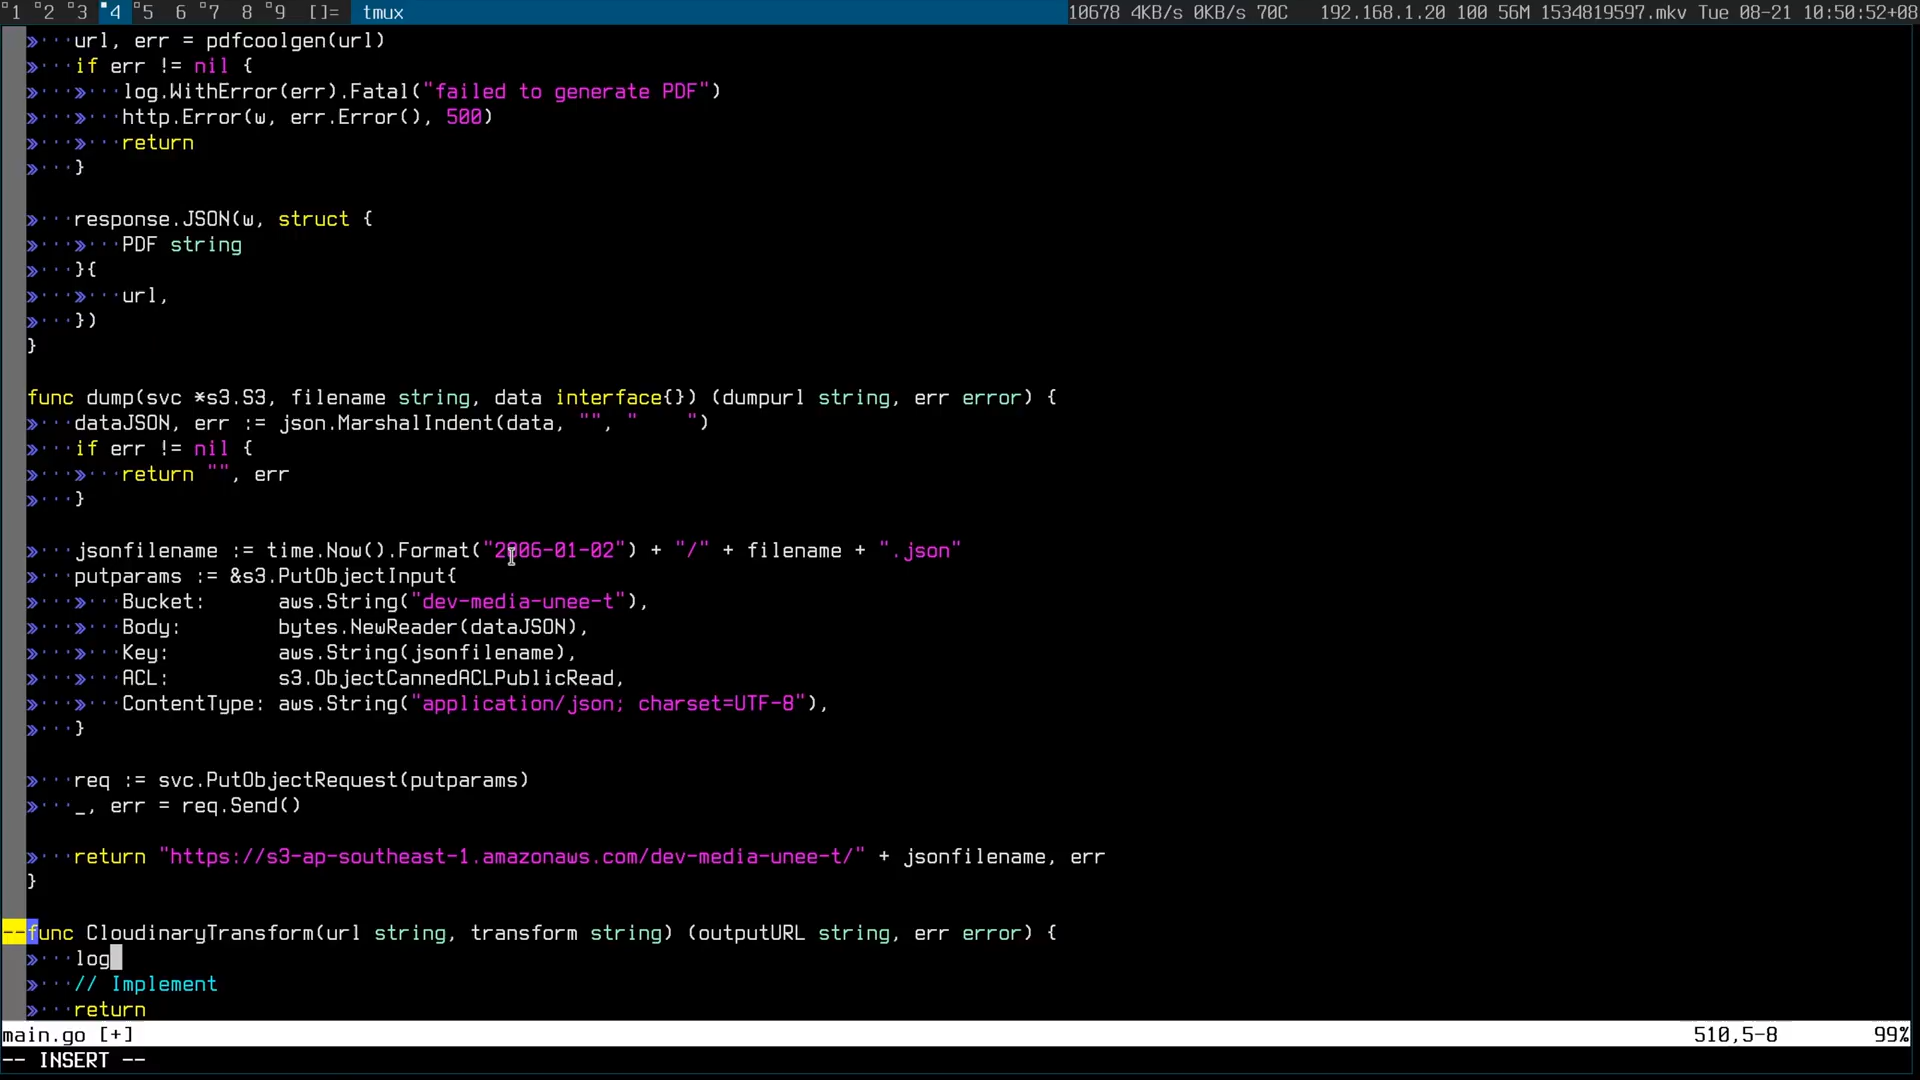 1 2 3 4 5 6 7 8 9 []= tmux 10678 4KB/s 0KB/s 70C 192.168.1.20 100 56M 1534819597.mkv Tue 08-21 10:50:52+08
»···url, err = pdfcoolgen(url)
»···if err != nil {
»···»···log.WithError(err).Fatal("failed to generate PDF")
»···»···http.Error(w, err.Error(), 500)
»···»···return
»···}
»···response.JSON(w, struct {
»···»···PDF string
»···}{
»···»···url,
»···})
}
func dump(svc *s3.S3, filename string, data interface{}) (dumpurl string, err error) {
»···dataJSON, err := json.MarshalIndent(data, "", "    ")
»···if err != nil {
»···»···return "", err
»···}
»···jsonfilename := time.Now().Format("2006-01-02") + "/" + filename + ".json"
»···putparams := &s3.PutObjectInput{
»···»···Bucket:      aws.String("dev-media-unee-t"),
»···»···Body:        bytes.NewReader(dataJSON),
»···»···Key:         aws.String(jsonfilename),
»···»···ACL:         s3.ObjectCannedACLPublicRead,
»···»···ContentType: aws.String("application/json; charset=UTF-8"),
»···}
»···req := svc.PutObjectRequest(putparams)
»···_, err = req.Send()
»···return "https://s3-ap-southeast-1.amazonaws.com/dev-media-unee-t/" + jsonfilename, err
}
--func CloudinaryTransform(url string, transform string) (outputURL string, err error) {
»···log
»···// Implement
»···return
main.go [+] 510,5-8 99%
-- INSERT --